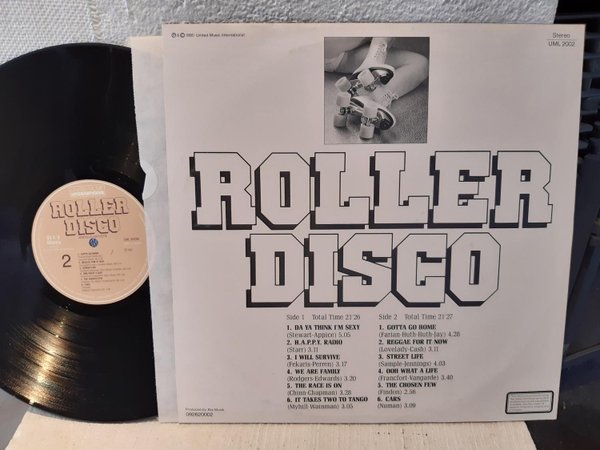 ℗ & © 1980 United Music International
Stereo
UML 2002
ROLLER
DISCO
Side 1 Total Time 21'26
1. DA YA THINK I'M SEXY
(Stewart-Appice) 5.05
2. H.A.P.P.Y. RADIO
(Starr) 3.11
3. I WILL SURVIVE
(Fekaris-Perren) 3.17
4. WE ARE FAMILY
(Rodgers-Edwards) 3.20
5. THE RACE IS ON
(Chinn-Chapman) 3.28
6. IT TAKES TWO TO TANGO
(Myhill-Wainman) 3.05
Side 2 Total Time 21'27
1. GOTTA GO HOME
(Farian-Huth-Huth-Jay) 4.28
2. REGGAE FOR IT NOW
(Lovelady-Cash) 3.11
3. STREET LIFE
(Sample-Jennings) 4.03
4. OOH WHAT A LIFE
(Francfort-Vangarde) 3.40
5. THE CHOSEN FEW
(Findon) 2.56
6. CARS
(Numan) 3.09
ROLLER
DISCO
2